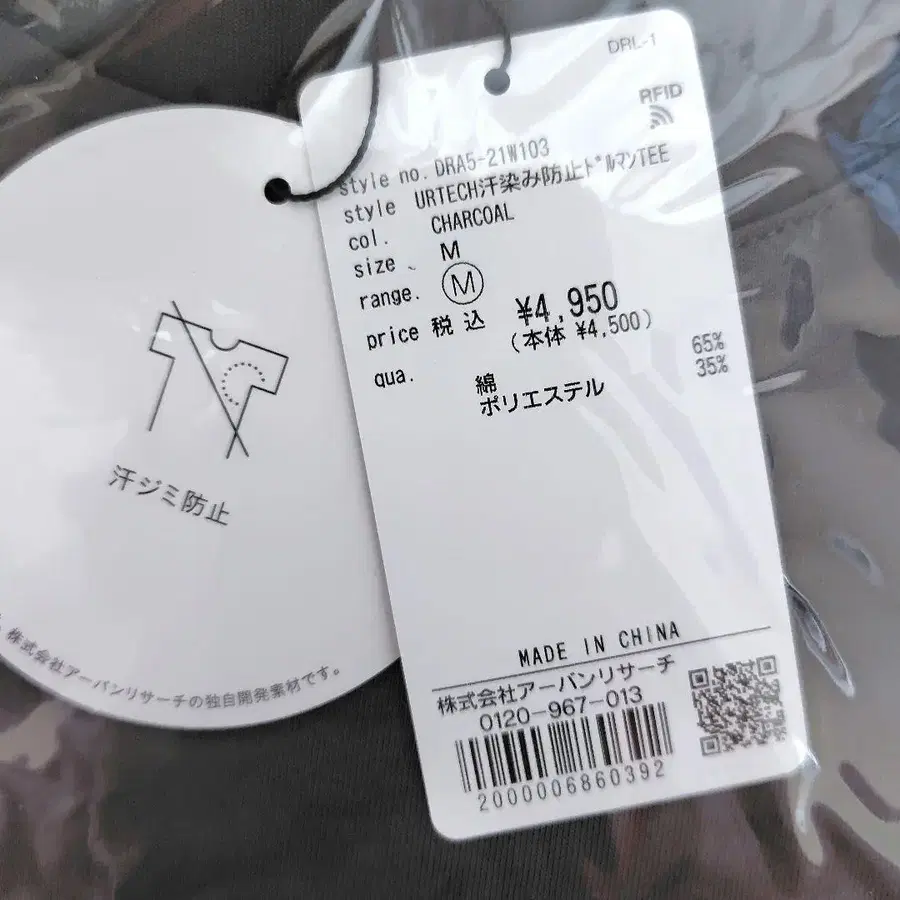 DRL-1
RFID
style no. DRA5-21W103
style URTECH汗染み防止ﾄﾞﾙﾏﾝTEE
col. CHARCOAL
size M
range. Ⓜ
price 税込 ¥4,950
(本体 ¥4,500)
qua. 綿 65%
ポリエステル 35%
MADE IN CHINA
株式会社アーバンリサーチ
0120-967-013
2000006860392
汗ジミ防止
株式会社アーバンリサーチの独自開発素材です。